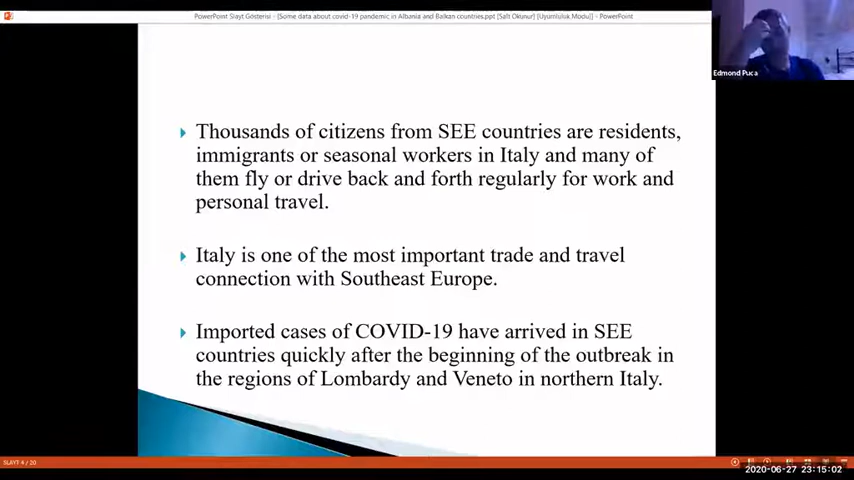 PowerPoint Slayt Gösterisi - [Some data about covid-19 pandemic in Albania and Balkan countries.ppt [Salt Okunur] [Uyumluluk Modu]] - PowerPoint
Edmond Puca
Thousands of citizens from SEE countries are residents,
immigrants or seasonal workers in Italy and many of
them fly or drive back and forth regularly for work and
personal travel.
Italy is one of the most important trade and travel
connection with Southeast Europe.
Imported cases of COVID-19 have arrived in SEE
countries quickly after the beginning of the outbreak in
the regions of Lombardy and Veneto in northern Italy.
SLAYT 4 / 20
2020-06-27 23:15:02